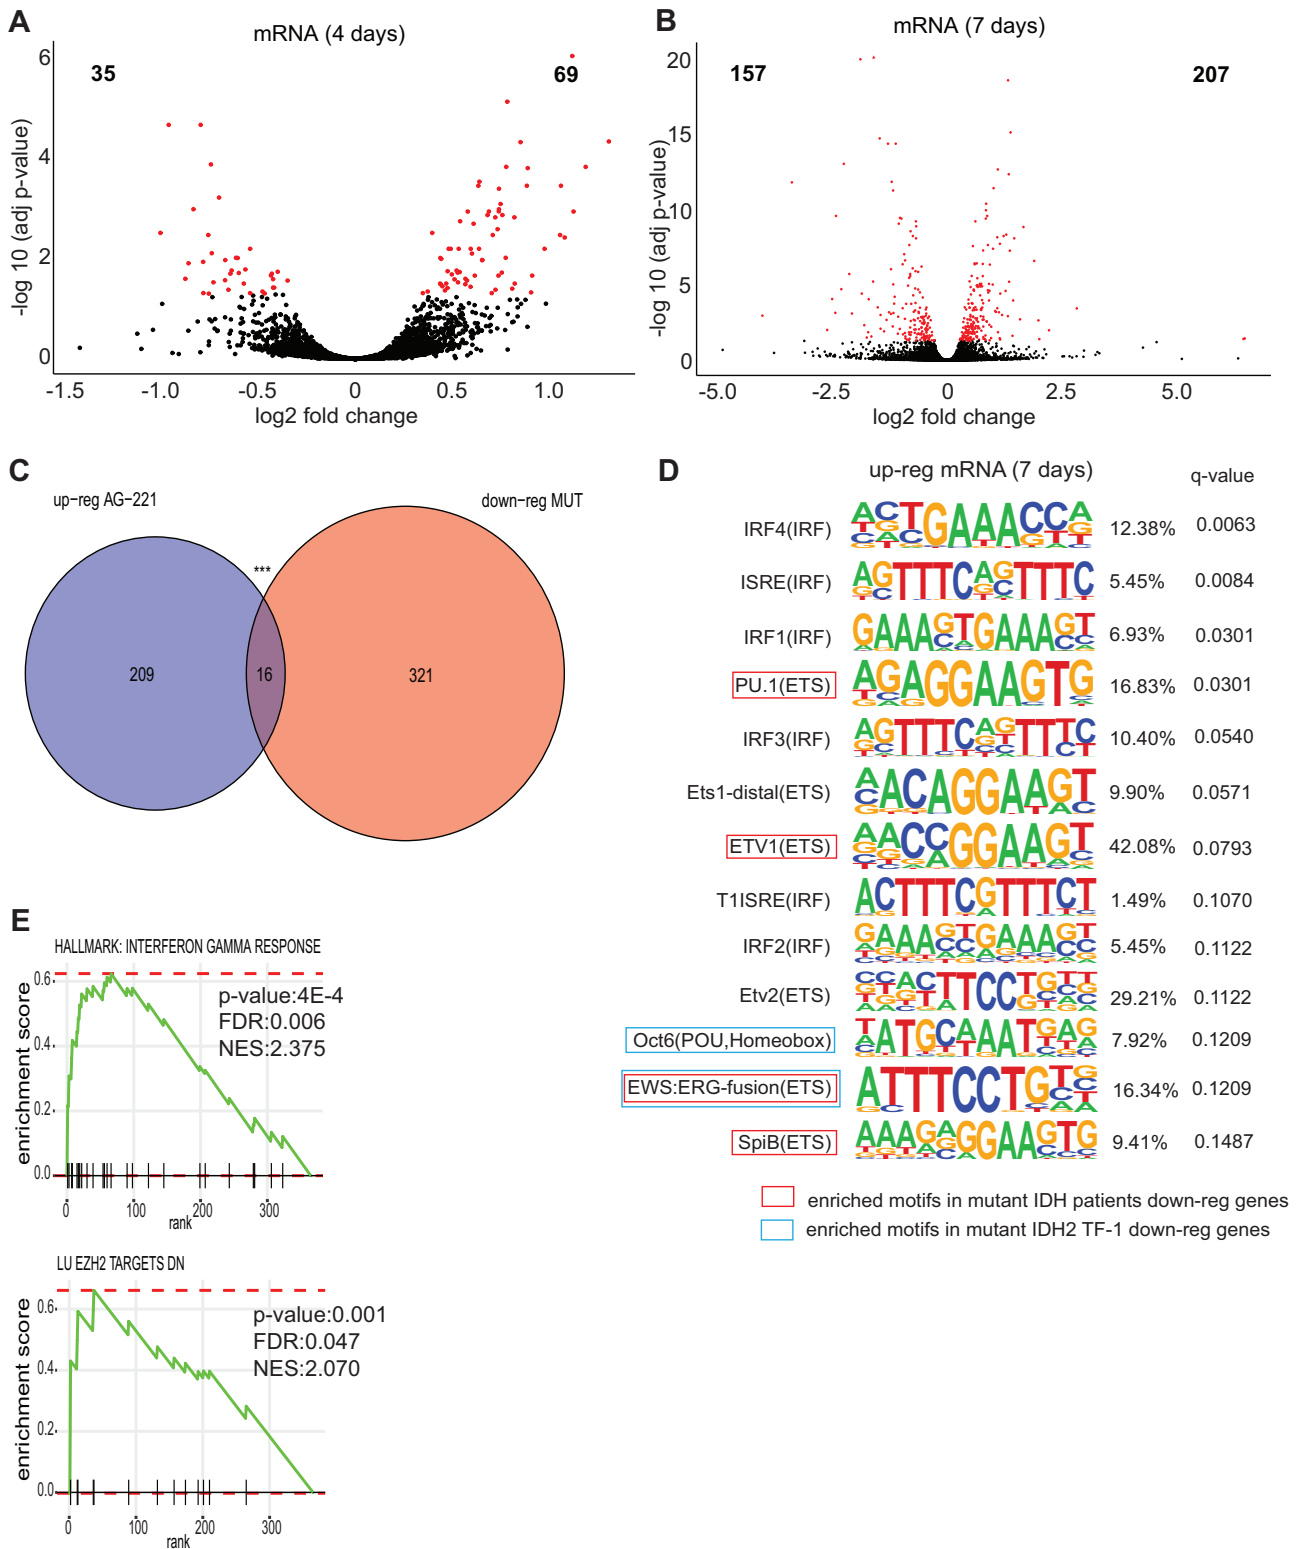 A
mRNA (4 days)
35
69
6
4
2
0
-log 10 (adj p-value)
-1.5
-1.0
-0.5
0
0.5
1.0
log2 fold change
B
mRNA (7 days)
157
207
20
15
10
5
0
-log 10 (adj p-value)
-5.0
-2.5
0
2.5
5.0
log2 fold change
C
up-reg AG-221
down-reg MUT
***
209
16
321
D
up-reg mRNA (7 days)
q-value
IRF4(IRF)
12.38%
0.0063
ISRE(IRF)
5.45%
0.0084
IRF1(IRF)
6.93%
0.0301
PU.1(ETS)
16.83%
0.0301
IRF3(IRF)
10.40%
0.0540
Ets1-distal(ETS)
9.90%
0.0571
ETV1(ETS)
42.08%
0.0793
T1ISRE(IRF)
1.49%
0.1070
IRF2(IRF)
5.45%
0.1122
Etv2(ETS)
29.21%
0.1122
Oct6(POU,Homeobox)
7.92%
0.1209
EWS:ERG-fusion(ETS)
16.34%
0.1209
SpiB(ETS)
9.41%
0.1487
enriched motifs in mutant IDH patients down-reg genes
enriched motifs in mutant IDH2 TF-1 down-reg genes
E
HALLMARK: INTERFERON GAMMA RESPONSE
p-value:4E-4
FDR:0.006
NES:2.375
enrichment score
0.6
0.4
0.2
0.0
0
100
200
300
rank
LU EZH2 TARGETS DN
p-value:0.001
FDR:0.047
NES:2.070
enrichment score
0.6
0.4
0.2
0.0
0
100
200
300
rank